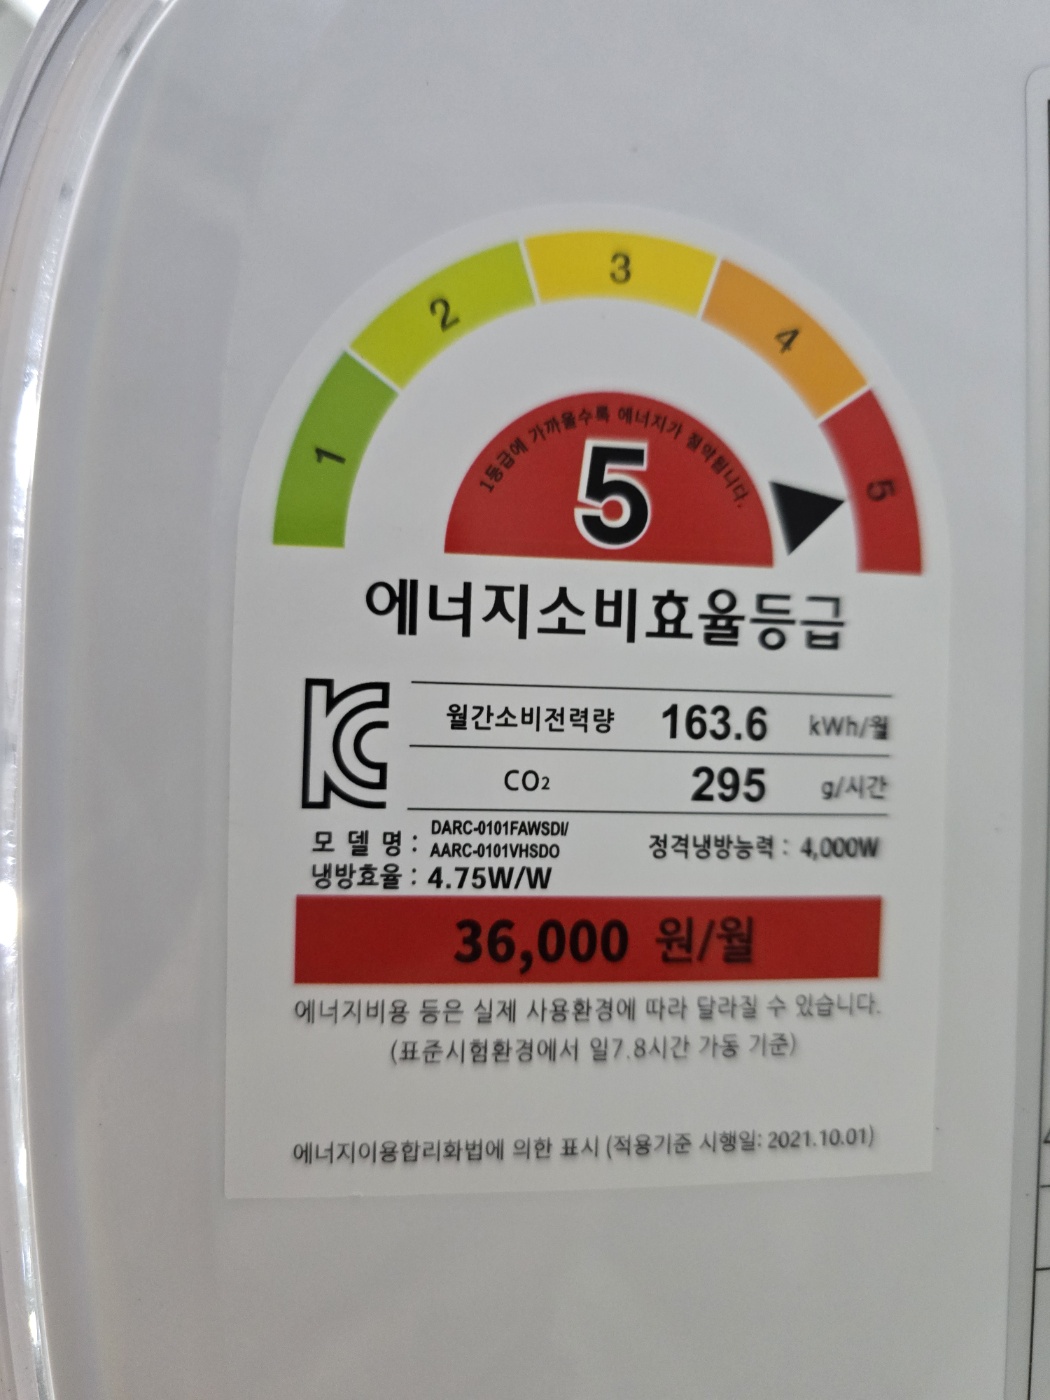 1
2
3
4
5
1등급에 가까울수록 에너지가 절약됩니다.
5
에너지소비효율등급
월간소비전력량 163.6 kWh/월
CO₂ 295 g/시간
모 델 명 : DARC-0101FAWSDI/
AARC-0101VHSDO
정격냉방능력 : 4,000W
냉방효율 : 4.75W/W
36,000 원/월
에너지비용 등은 실제 사용환경에 따라 달라질 수 있습니다.
(표준시험환경에서 일7.8시간 가동 기준)
에너지이용합리화법에 의한 표시 (적용기준 시행일: 2021.10.01)